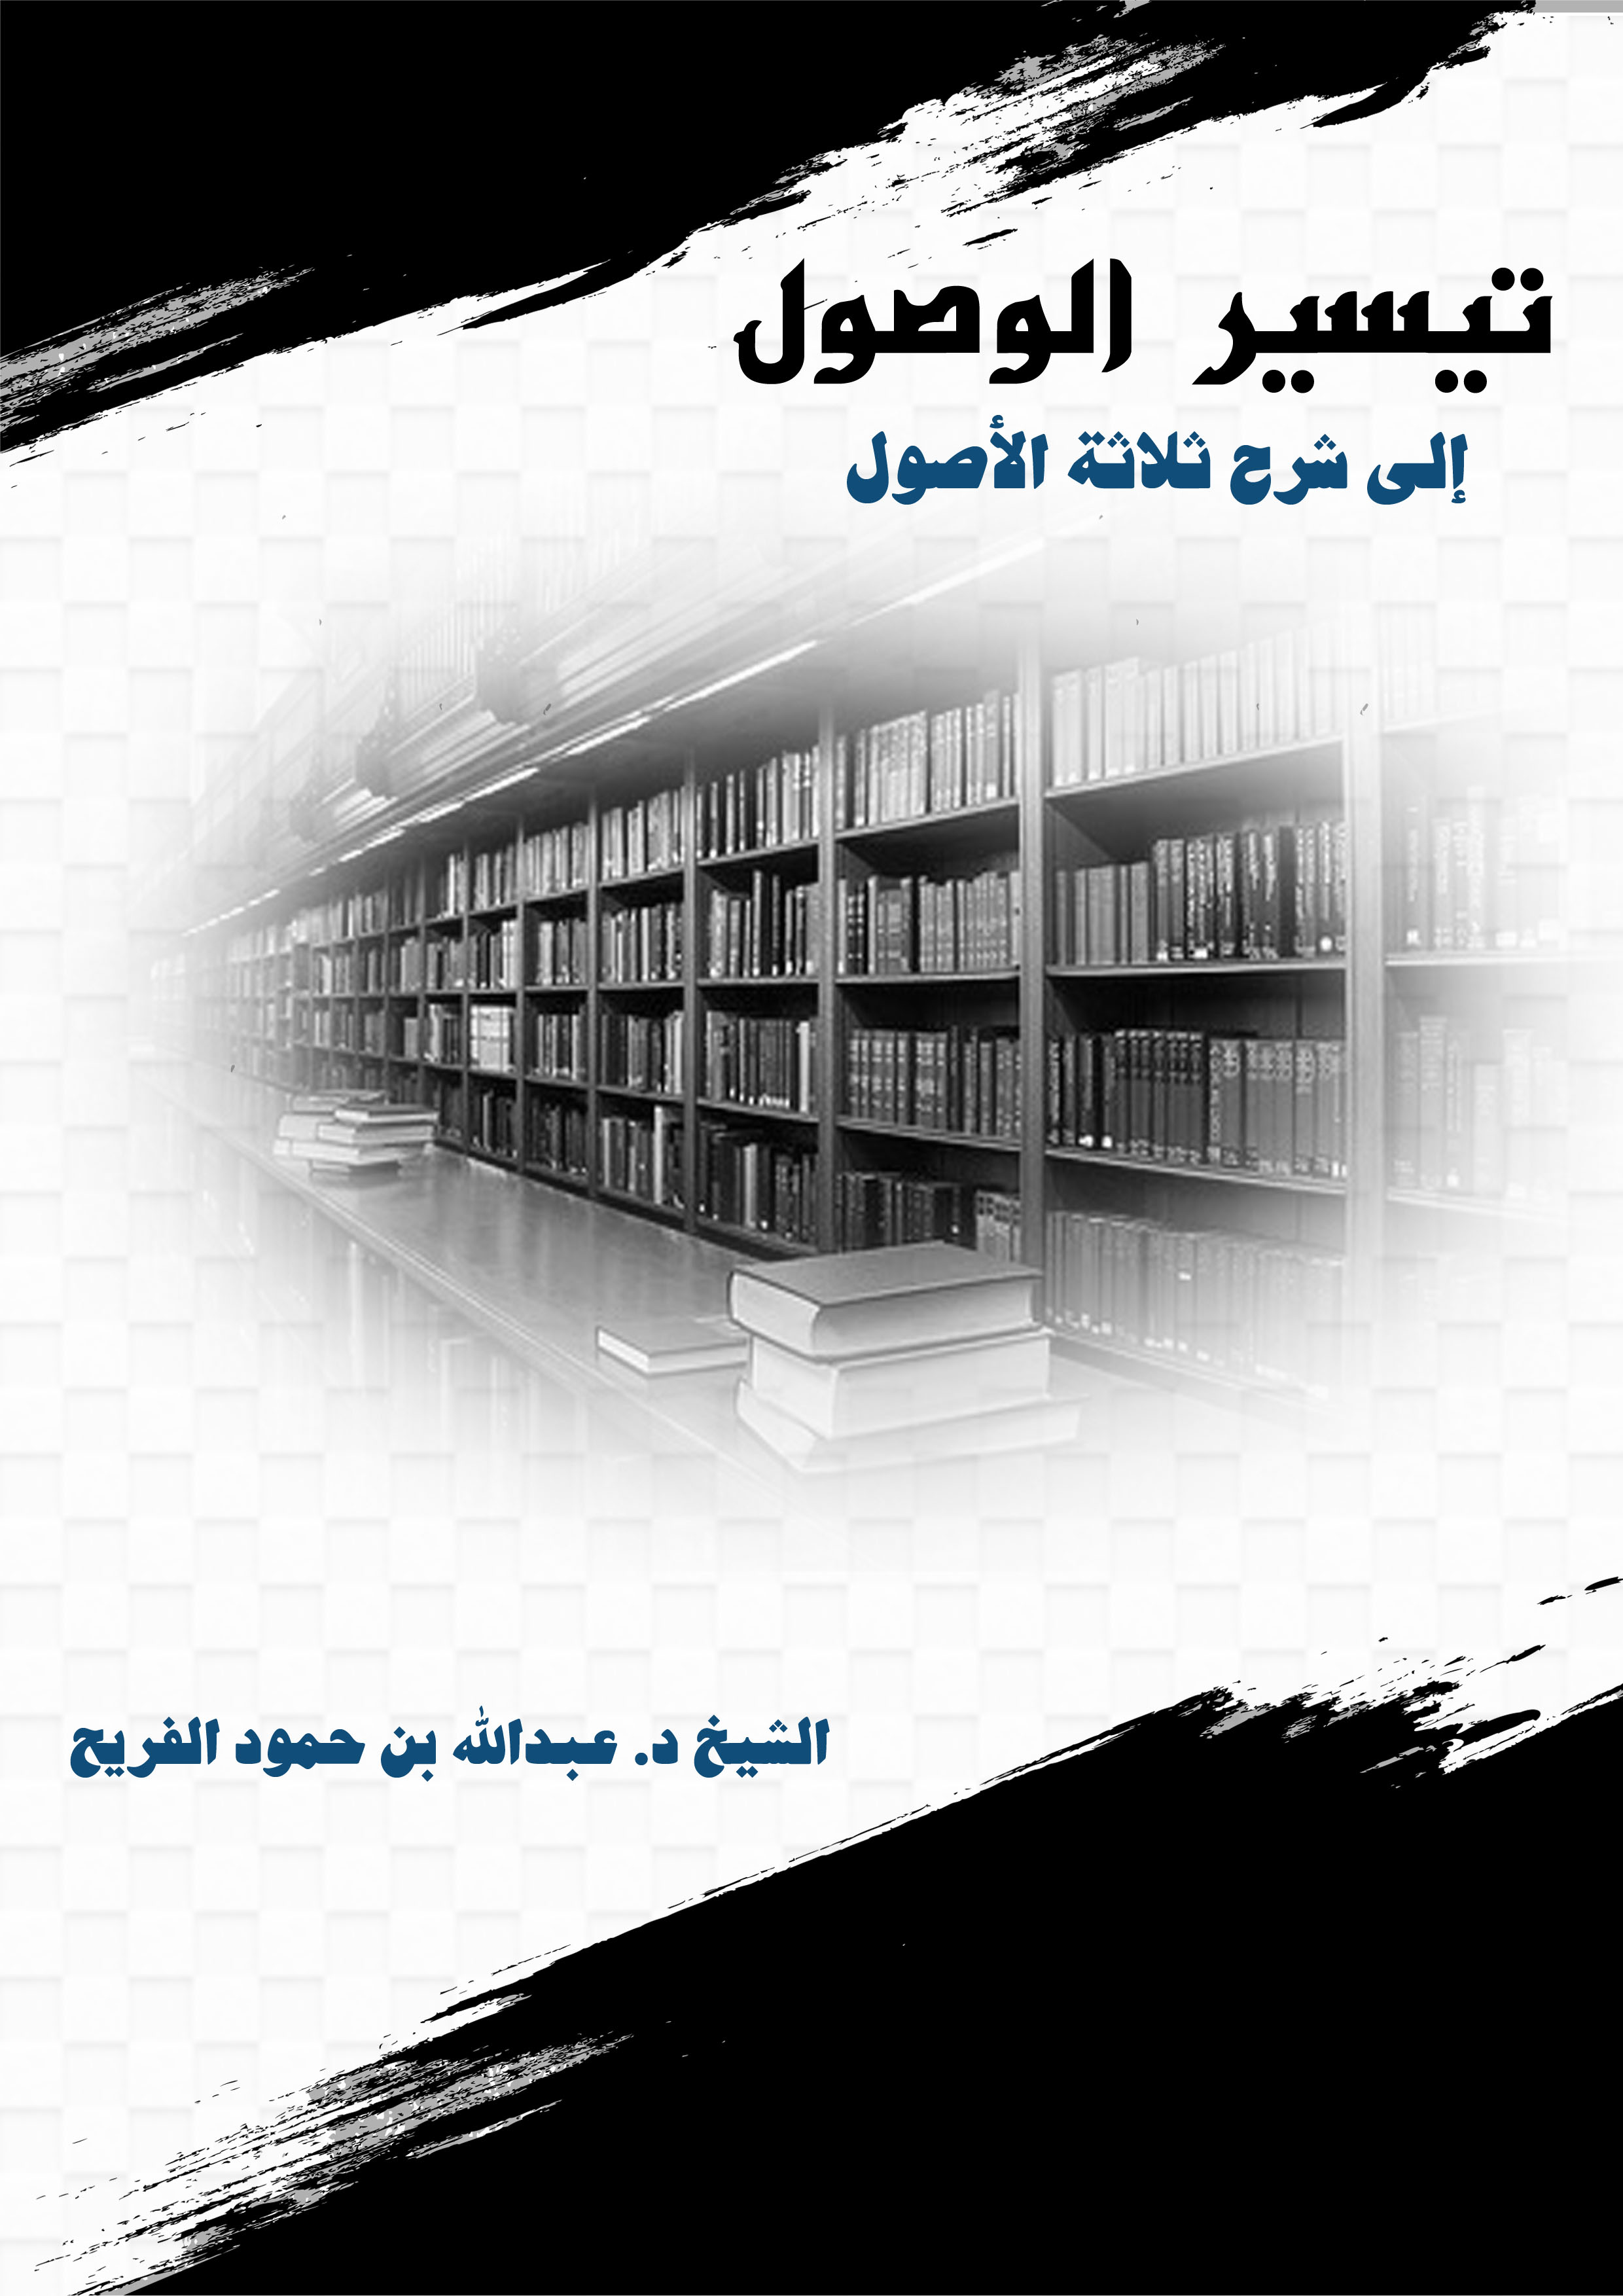 تيسير الوصول
إلى شرح ثلاثة الأصول
الشيخ د. عبدالله بن حمود الفريح